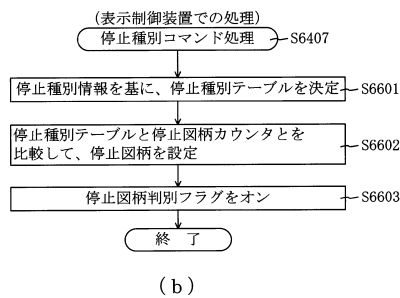 (表示制御装置での処理)
停止種別コマンド処理 S6407
停止種別情報を基に、停止種別テーブルを決定 S6601
停止種別テーブルと停止図柄カウンタとを
比較して、停止図柄を設定 S6602
停止図柄判別フラグをオン S6603
終 了
(b)